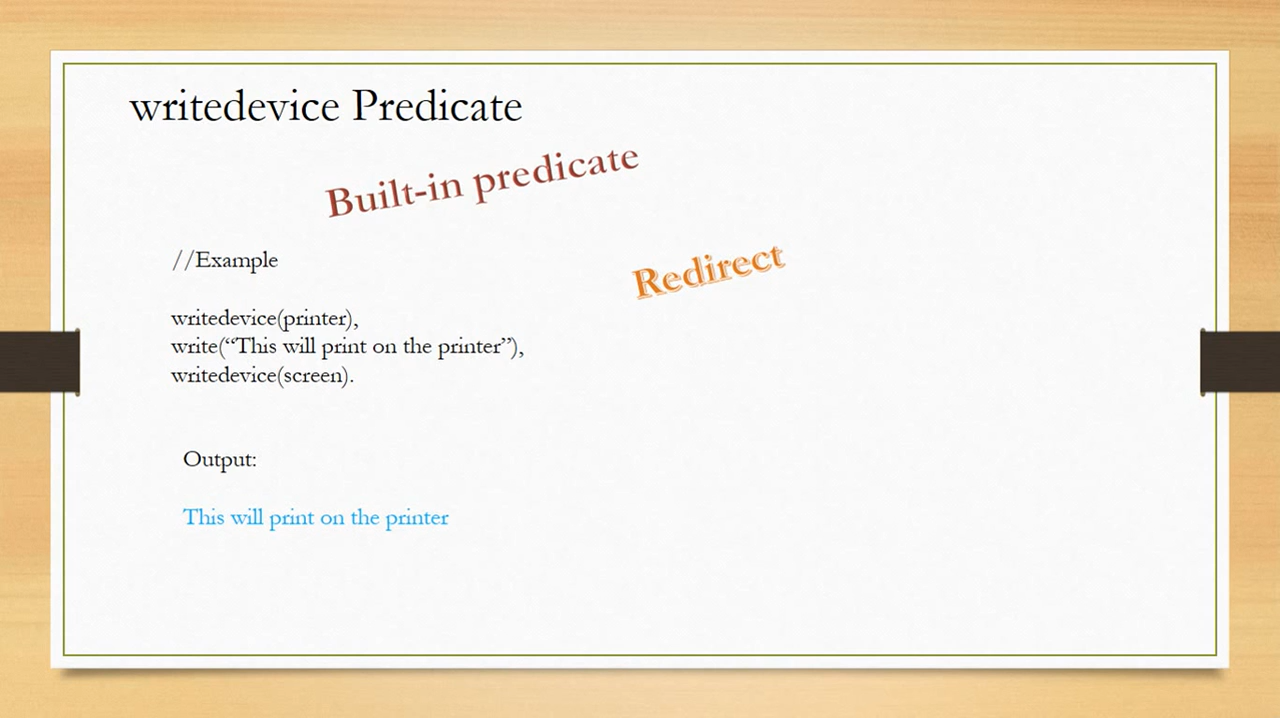 writedevice Predicate
Built-in predicate
Redirect
//Example
writedevice(printer),
write(“This will print on the printer”),
writedevice(screen).
Output:
This will print on the printer